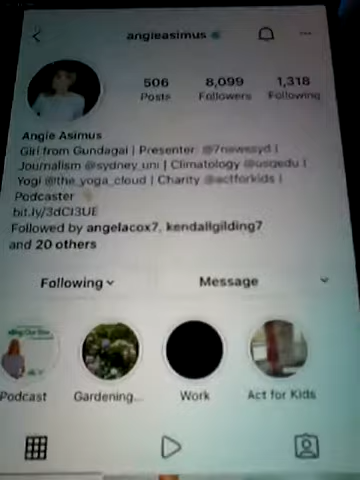 angieasimus
506 8,099 1,318
Posts Followers Following
Angie Asimus
Girl from Gundagai | Presenter: @7newssyd |
Journalism @sydney_uni | Climatology @usqedu |
Yogi @the_yoga_cloud | Charity @actforkids |
Podcaster
bit.ly/3dCI3UE
Followed by angelacox7, kendallgilding7
and 20 others
Following Message
Podcast Gardening... Work Act for Kids